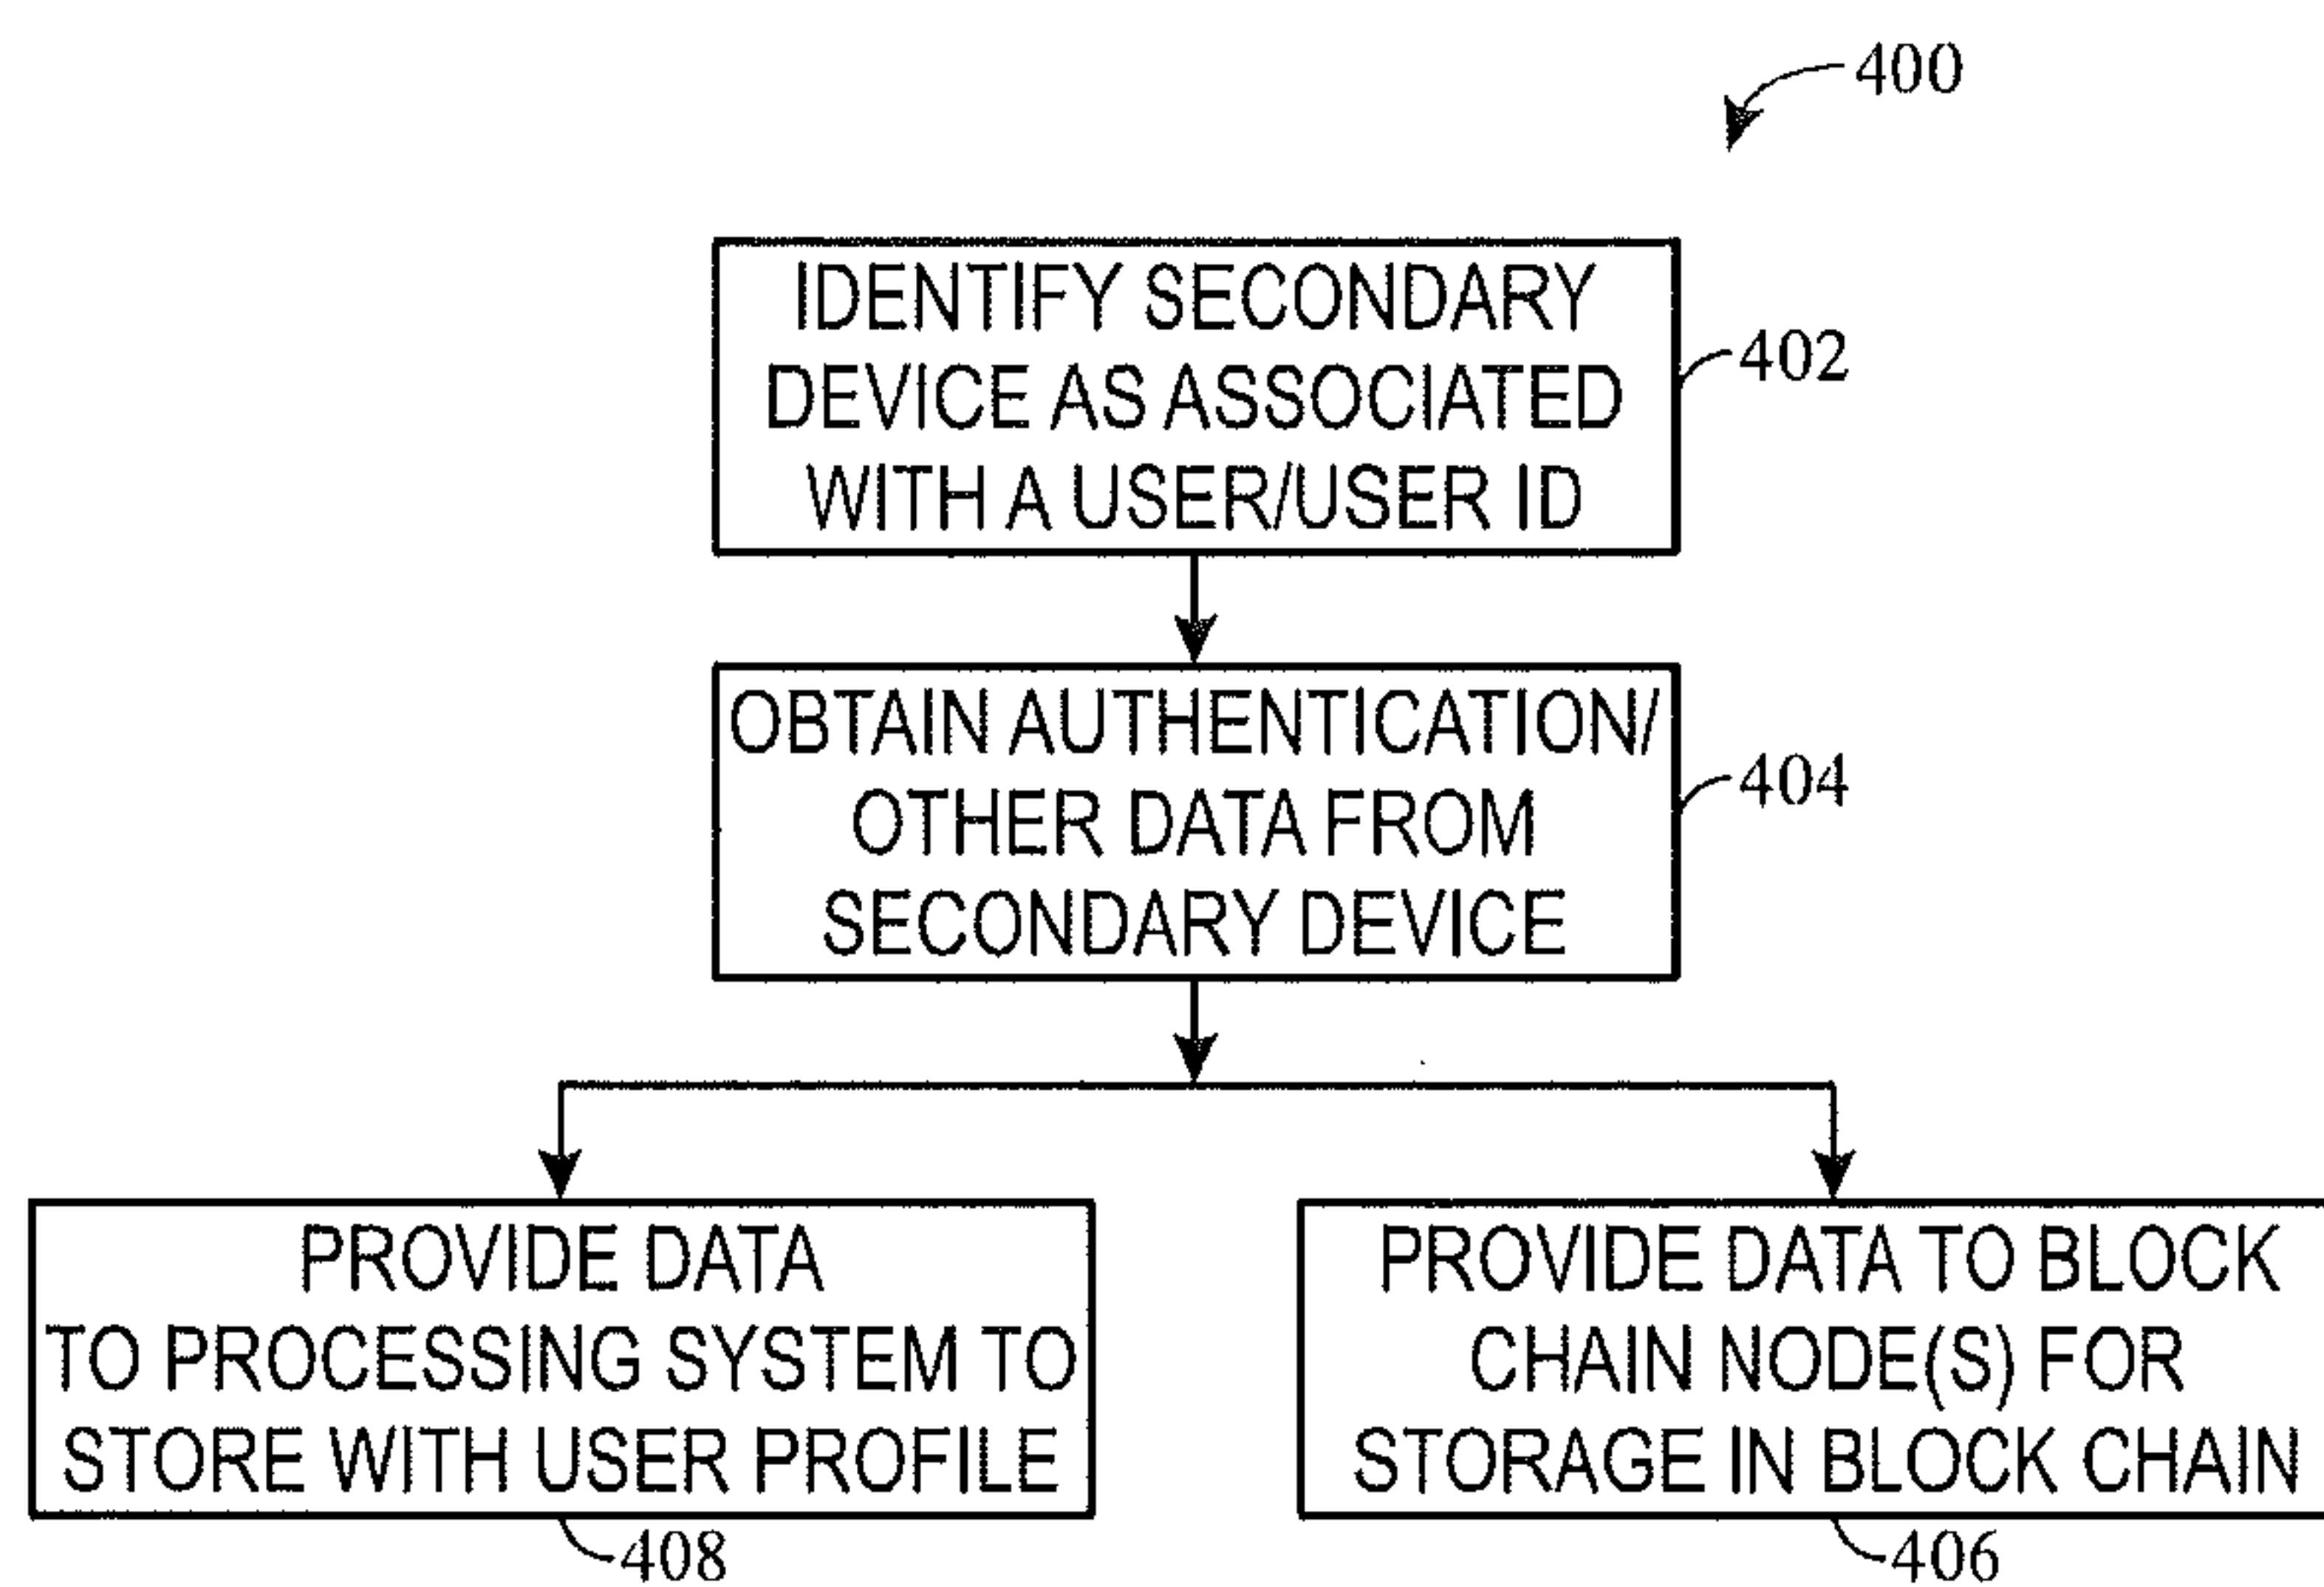 400
IDENTIFY SECONDARY
DEVICE AS ASSOCIATED
WITH A USER/USER ID
402
OBTAIN AUTHENTICATION/
OTHER DATA FROM
SECONDARY DEVICE
404
PROVIDE DATA
TO PROCESSING SYSTEM TO
STORE WITH USER PROFILE
408
PROVIDE DATA TO BLOCK
CHAIN NODE(S) FOR
STORAGE IN BLOCK CHAIN
406